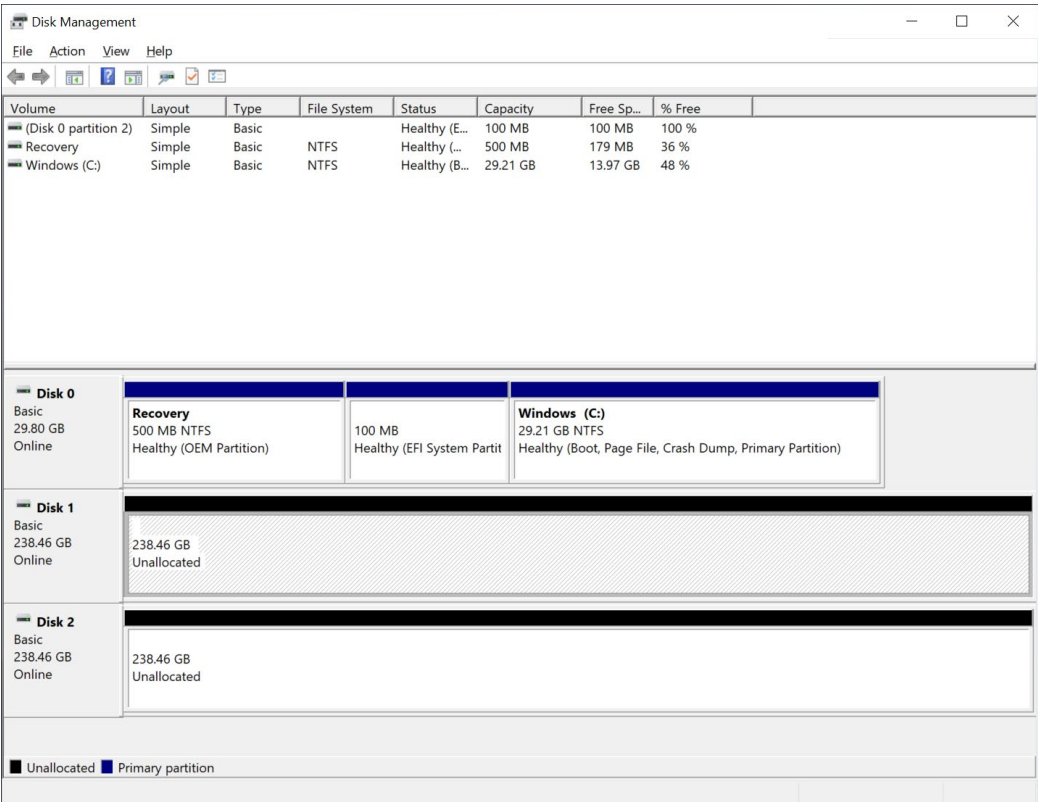 Disk Management
File Action View Help
Volume Layout Type File System Status Capacity Free Sp... % Free
(Disk 0 partition 2) Simple Basic Healthy (E... 100 MB 100 MB 100 %
Recovery Simple Basic NTFS Healthy (... 500 MB 179 MB 36 %
Windows (C:) Simple Basic NTFS Healthy (B... 29.21 GB 13.97 GB 48 %
Disk 0
Basic
29.80 GB
Online
Recovery
500 MB NTFS
Healthy (OEM Partition)
100 MB
Healthy (EFI System Partit
Windows (C:)
29.21 GB NTFS
Healthy (Boot, Page File, Crash Dump, Primary Partition)
Disk 1
Basic
238.46 GB
Online
238.46 GB
Unallocated
Disk 2
Basic
238.46 GB
Online
238.46 GB
Unallocated
Unallocated Primary partition